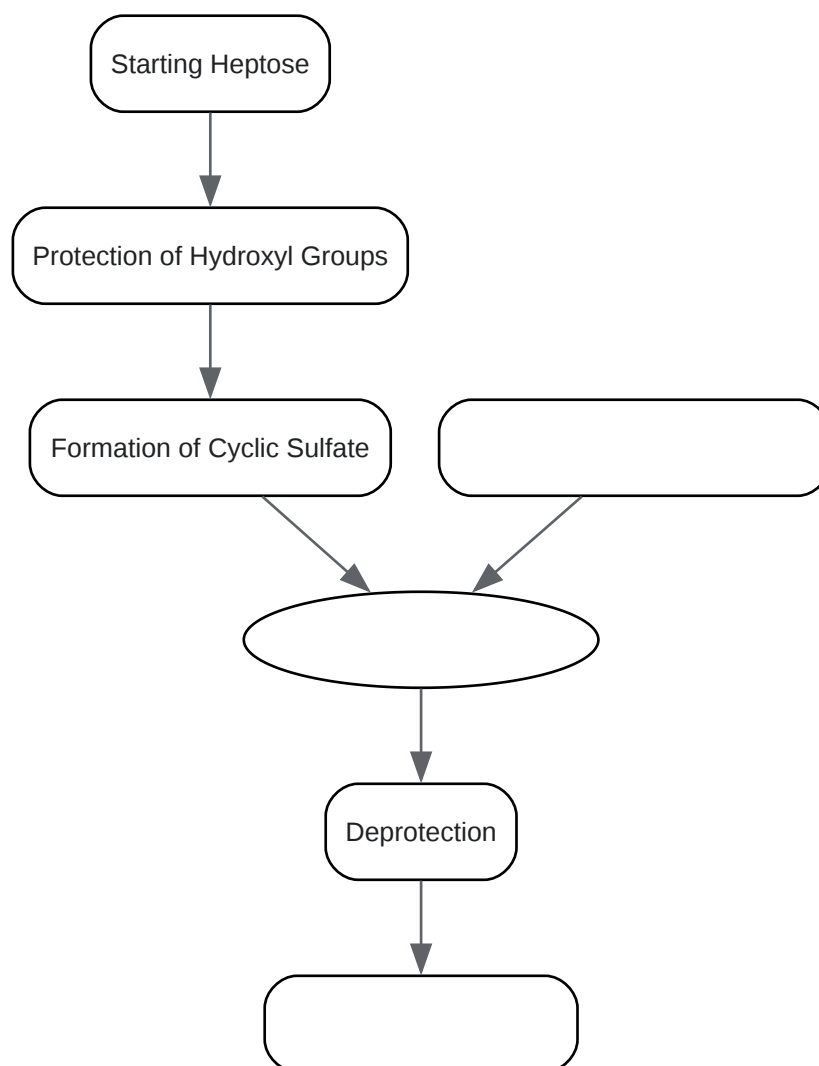 Starting Heptose
Protection of Hydroxyl Groups
Formation of Cyclic Sulfate
Deprotection